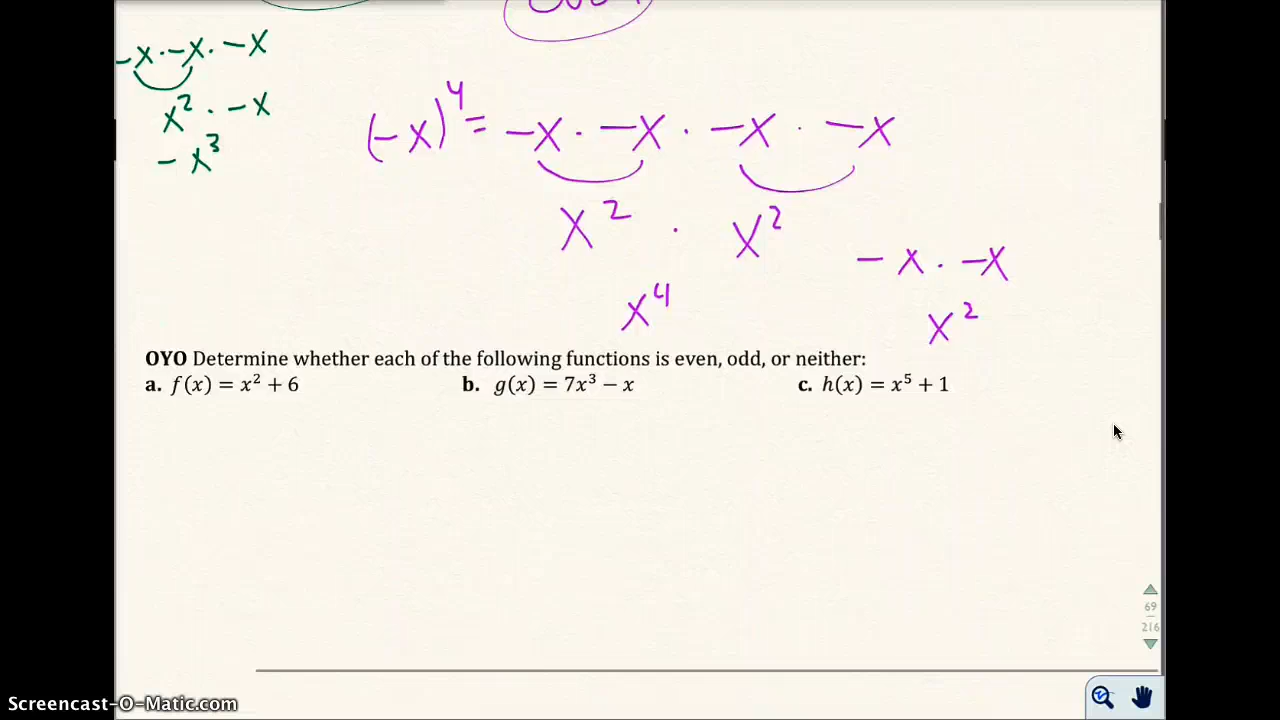 -x · -x · -x
x² · -x
- x³
(-x)⁴ = -x · -x · -x · -x
x² · x²
x⁴
- x · -x
x²
OYO Determine whether each of the following functions is even, odd, or neither:
a. f(x) = x² + 6 b. g(x) = 7x³ − x c. h(x) = x⁵ + 1
69
216
Screencast-O-Matic.com